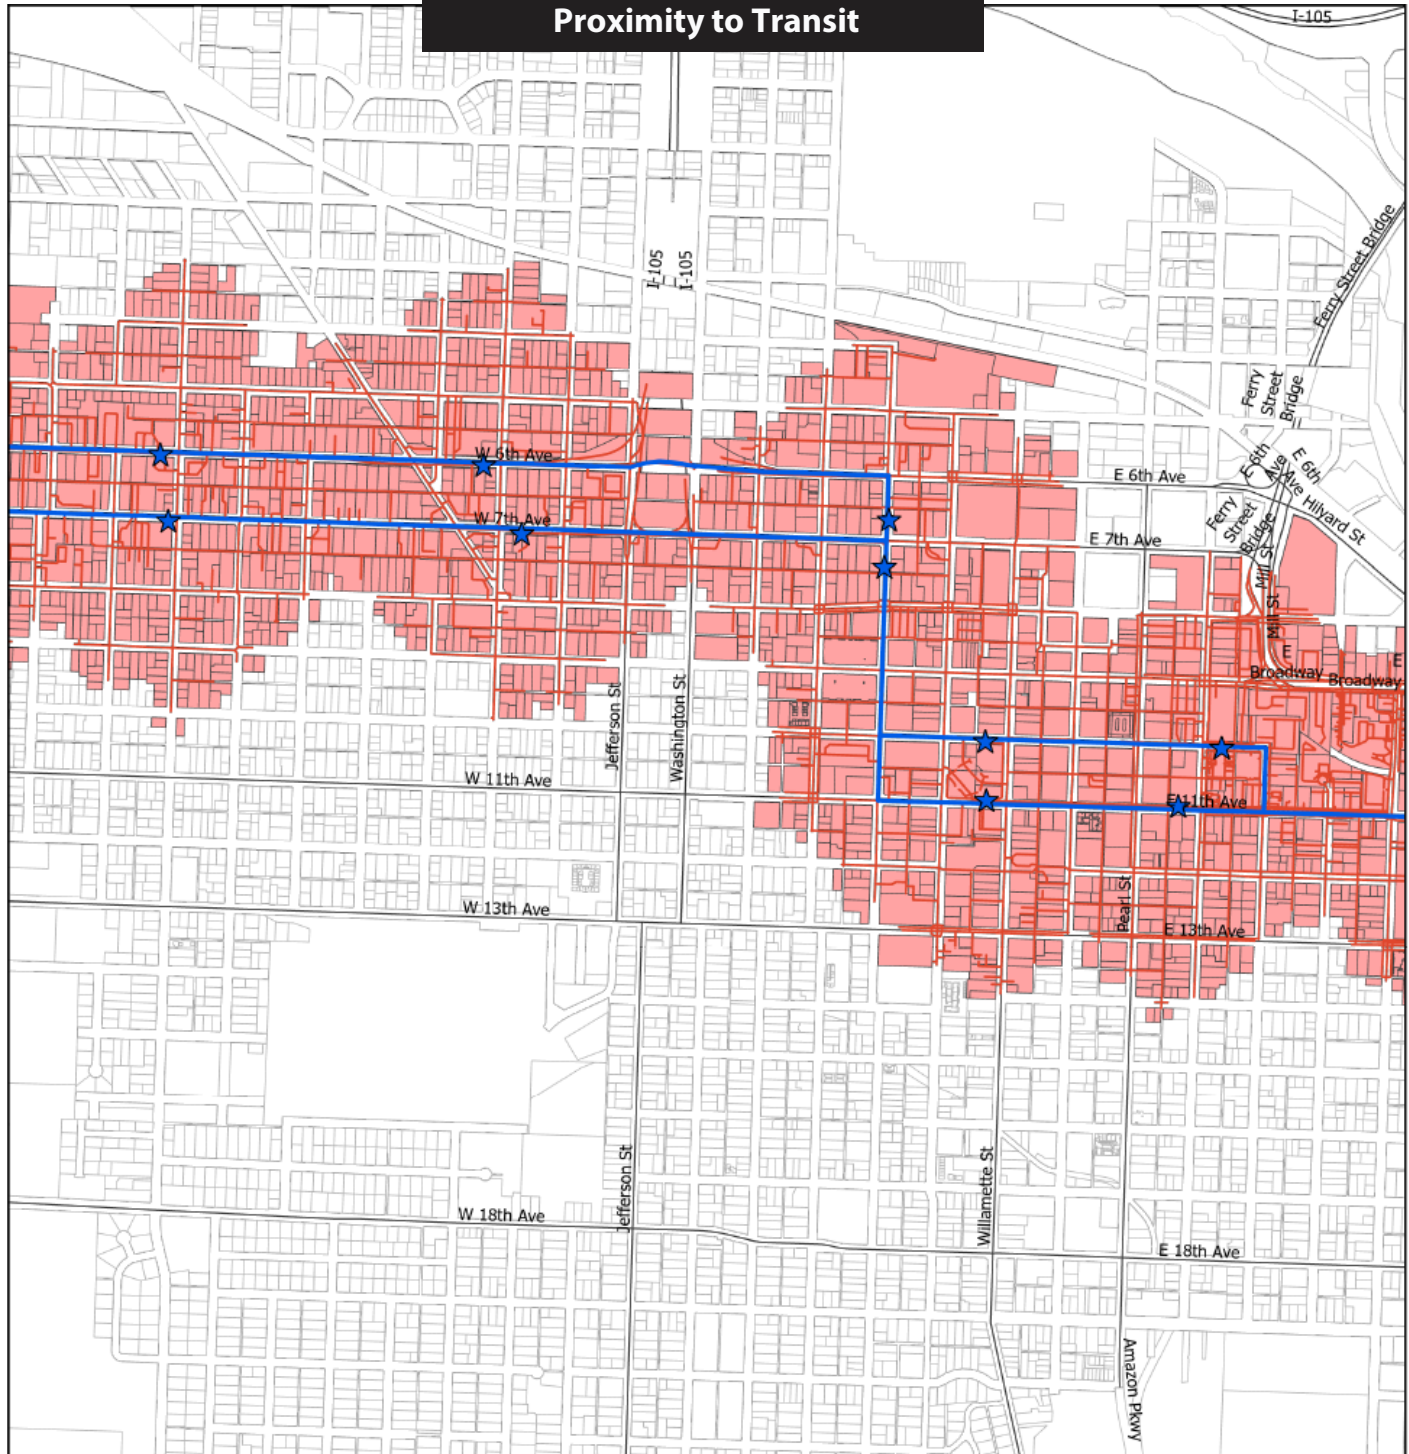 Proximity to Transit
I-105
Ferry Street Bridge
I-105
I-105
Ferry
Street
Bridge
W 6th Ave
E 6th Ave
E 6th
Ave
E 6th
Ave
Hilyard St
W 7th Ave
E 7th Ave
Ferry
Street
Bridge
Mill St
Mill St
E
Broadway
E
Broadway
Jefferson St
Washington St
W 11th Ave
E 11th Ave
W 13th Ave
Pearl St
E 13th Ave
Jefferson St
Willamette St
W 18th Ave
E 18th Ave
Amazon Pkwy